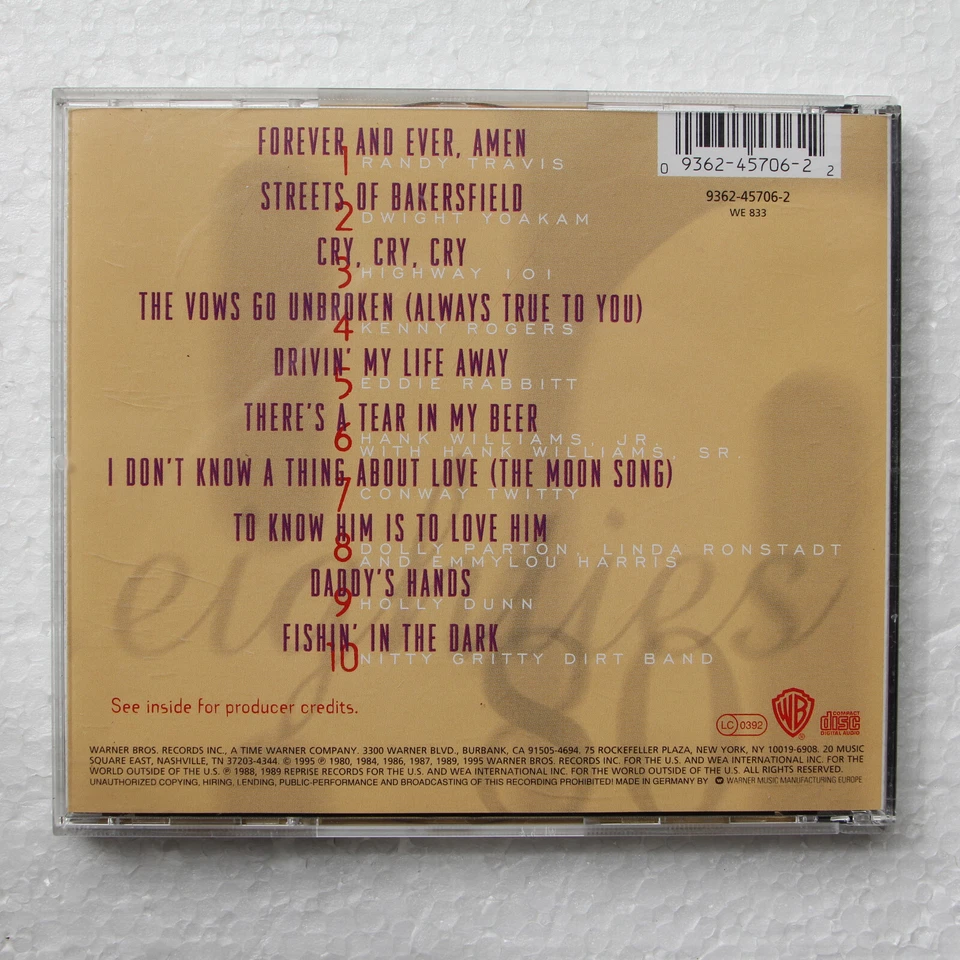 FOREVER AND EVER, AMEN
1 RANDY TRAVIS
STREETS OF BAKERSFIELD
2 DWIGHT YOAKAM
CRY, CRY, CRY
3 HIGHWAY 101
THE VOWS GO UNBROKEN (ALWAYS TRUE TO YOU)
4 KENNY ROGERS
DRIVIN' MY LIFE AWAY
5 EDDIE RABBITT
THERE'S A TEAR IN MY BEER
6 HANK WILLIAMS, JR.
WITH HANK WILLIAMS, SR.
I DON'T KNOW A THING ABOUT LOVE (THE MOON SONG)
7 CONWAY TWITTY
TO KNOW HIM IS TO LOVE HIM
8 DOLLY PARTON, LINDA RONSTADT
AND EMMYLOU HARRIS
DADDY'S HANDS
9 HOLLY DUNN
FISHIN' IN THE DARK
10 NITTY GRITTY DIRT BAND
0 9362-45706-2 2
9362-45706-2
WE 833
eighties
80
See inside for producer credits.
LC 0392
WB
COMPACT
disc
DIGITAL AUDIO
WARNER BROS. RECORDS INC., A TIME WARNER COMPANY. 3300 WARNER BLVD., BURBANK, CA 91505-4694. 75 ROCKEFELLER PLAZA, NEW YORK, NY 10019-6908. 20 MUSIC
SQUARE EAST, NASHVILLE, TN 37203-4344. © 1995 ℗ 1980, 1984, 1986, 1987, 1989, 1995 WARNER BROS. RECORDS INC. FOR THE U.S. AND WEA INTERNATIONAL INC. FOR THE
WORLD OUTSIDE OF THE U.S. ℗ 1988, 1989 REPRISE RECORDS FOR THE U.S. AND WEA INTERNATIONAL INC. FOR THE WORLD OUTSIDE OF THE U.S. ALL RIGHTS RESERVED.
UNAUTHORIZED COPYING, HIRING, LENDING, PUBLIC-PERFORMANCE AND BROADCASTING OF THIS RECORDING PROHIBITED! MADE IN GERMANY BY WARNER MUSIC MANUFACTURING EUROPE